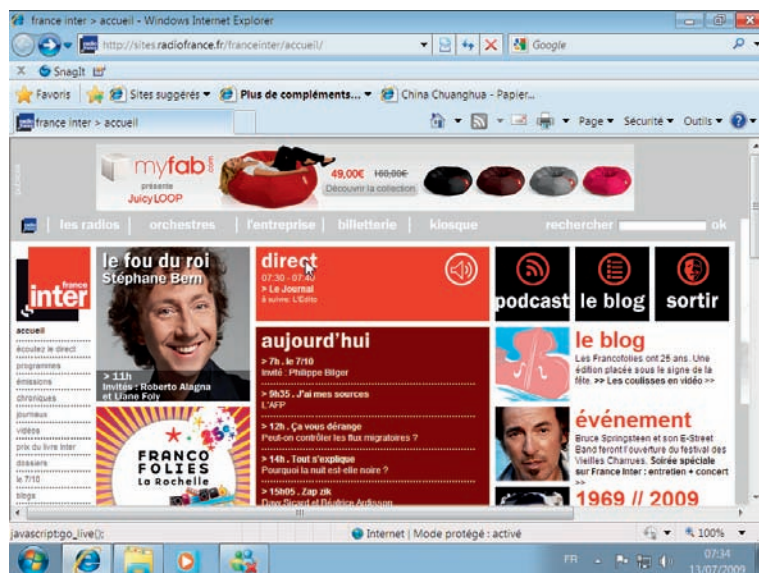 france inter > accueil - Windows Internet Explorer
http://sites.radiofrance.fr/franceinter/accueil/
Google
X SnagIt
Favoris Sites suggérés Plus de compléments... China Chuanghua - Papier...
france inter > accueil
Page Sécurité Outils
publicité
myfab.com
présente
JuicyLOOP
49,00€ 160,00€
Découvrir la collection
les radios orchestres l'entreprise billetterie kiosque rechercher ok
france
inter
accueil
écoutez le direct
programmes
émissions
chroniques
journaux
vidéos
prix du livre Inter
dossiers
le 7/10
blogs
le fou du roi
Stéphane Bern
> 11h
Invités : Roberto Alagna
et Liane Foly
FRANCO
FOLIES
La Rochelle
direct
07:30 - 07:40
> Le Journal
à suivre: L'Edito
aujourd'hui
> 7h . le 7/10
Invité : Philippe Bilger
> 9h35 . J'ai mes sources
L'AFP
> 12h . Ça vous dérange
Peut-on contrôler les flux migratoires ?
> 14h . Tout s'explique
Pourquoi la nuit est-elle noire ?
> 15h05 . Zap zik
Dave Sicard et Béatrice Ardisson
podcast le blog sortir
le blog
Les Francofolies ont 25 ans. Une
édition placée sous le signe de la
fête. >> Les coulisses en vidéo >>
événement
Bruce Springsteen et son E-Street
Band feront l'ouverture du festival des
Vieilles Charrues. Soirée spéciale
sur France Inter : entretien + concert
>>
1969 // 2009
javascript:go_live();
Internet | Mode protégé : activé
100%
FR
07:34
13/07/2009